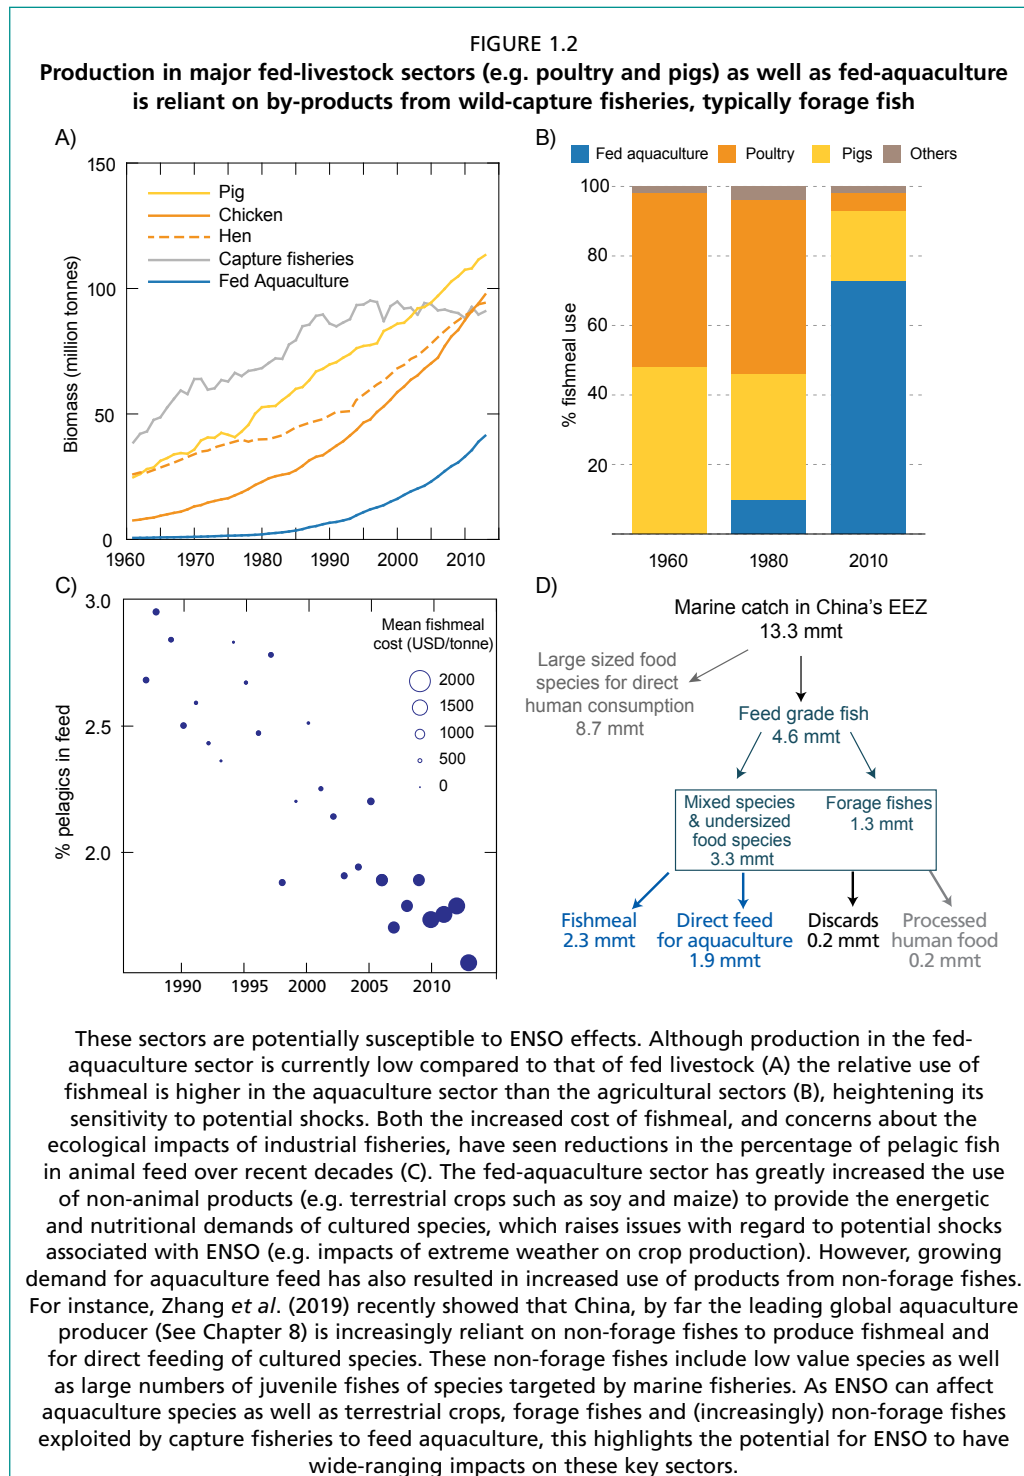 FIGURE 1.2
Production in major fed-livestock sectors (e.g. poultry and pigs) as well as fed-aquaculture
is reliant on by-products from wild-capture fisheries, typically forage fish
A)
150
100
50
0
Biomass (million tonnes)
Pig
Chicken
Hen
Capture fisheries
Fed Aquaculture
1960 1970 1980 1990 2000 2010
B)
Fed aquaculture Poultry Pigs Others
100
80
60
40
20
% fishmeal use
1960 1980 2010
C)
3.0
2.5
2.0
% pelagics in feed
Mean fishmeal
cost (USD/tonne)
2000
1500
1000
500
0
1990 1995 2000 2005 2010
D)
Marine catch in China's EEZ
13.3 mmt
Large sized food
species for direct
human consumption
8.7 mmt
Feed grade fish
4.6 mmt
Mixed species
& undersized
food species
3.3 mmt
Forage fishes
1.3 mmt
Fishmeal
2.3 mmt
Direct feed
for aquaculture
1.9 mmt
Discards
0.2 mmt
Processed
human food
0.2 mmt
These sectors are potentially susceptible to ENSO effects. Although production in the fed-
aquaculture sector is currently low compared to that of fed livestock (A) the relative use of
fishmeal is higher in the aquaculture sector than the agricultural sectors (B), heightening its
sensitivity to potential shocks. Both the increased cost of fishmeal, and concerns about the
ecological impacts of industrial fisheries, have seen reductions in the percentage of pelagic fish
in animal feed over recent decades (C). The fed-aquaculture sector has greatly increased the use
of non-animal products (e.g. terrestrial crops such as soy and maize) to provide the energetic
and nutritional demands of cultured species, which raises issues with regard to potential shocks
associated with ENSO (e.g. impacts of extreme weather on crop production). However, growing
demand for aquaculture feed has also resulted in increased use of products from non-forage fishes.
For instance, Zhang et al. (2019) recently showed that China, by far the leading global aquaculture
producer (See Chapter 8) is increasingly reliant on non-forage fishes to produce fishmeal and
for direct feeding of cultured species. These non-forage fishes include low value species as well
as large numbers of juvenile fishes of species targeted by marine fisheries. As ENSO can affect
aquaculture species as well as terrestrial crops, forage fishes and (increasingly) non-forage fishes
exploited by capture fisheries to feed aquaculture, this highlights the potential for ENSO to have
wide-ranging impacts on these key sectors.